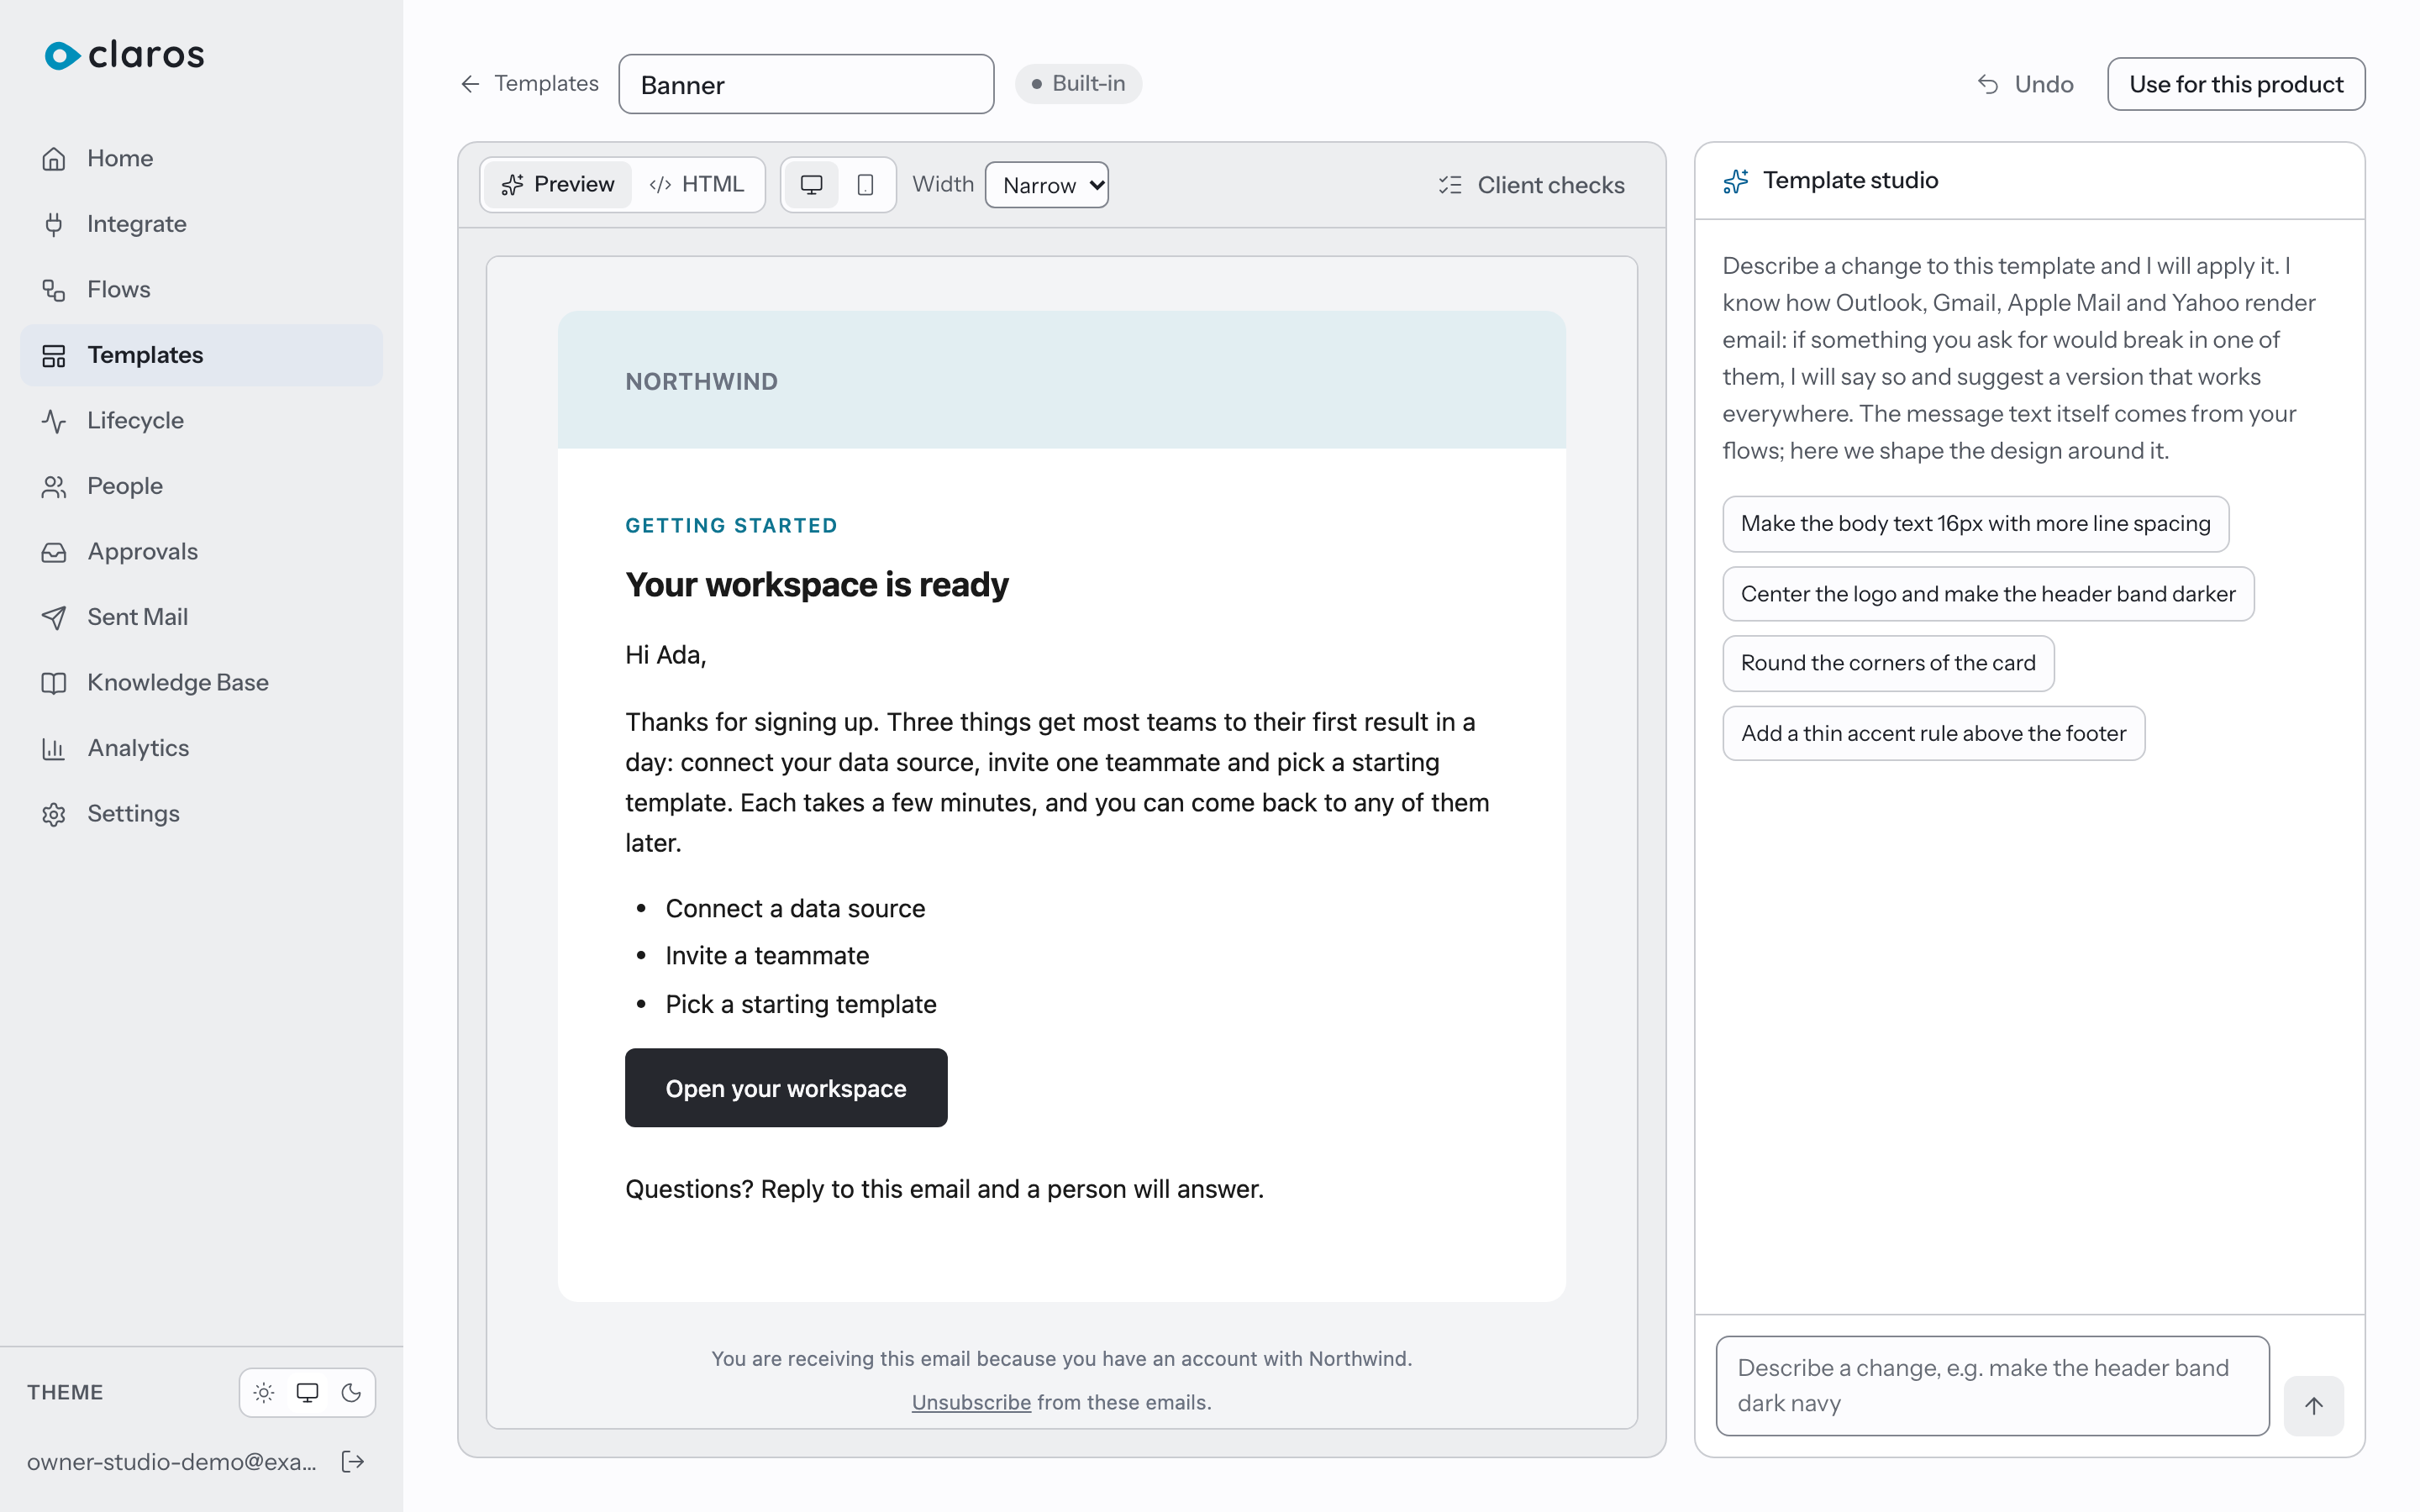 claros
Home
Integrate
Flows
Templates
Lifecycle
People
Approvals
Sent Mail
Knowledge Base
Analytics
Settings
THEME
owner-studio-demo@exa...
Templates
Banner
Built-in
Undo
Use for this product
Preview
HTML
Width
Narrow
Client checks
NORTHWIND
GETTING STARTED
Your workspace is ready
Hi Ada,
Thanks for signing up. Three things get most teams to their first result in a
day: connect your data source, invite one teammate and pick a starting
template. Each takes a few minutes, and you can come back to any of them
later.
• Connect a data source
• Invite a teammate
• Pick a starting template
Open your workspace
Questions? Reply to this email and a person will answer.
You are receiving this email because you have an account with Northwind.
Unsubscribe from these emails.
Template studio
Describe a change to this template and I will apply it. I
know how Outlook, Gmail, Apple Mail and Yahoo render
email: if something you ask for would break in one of
them, I will say so and suggest a version that works
everywhere. The message text itself comes from your
flows; here we shape the design around it.
Make the body text 16px with more line spacing
Center the logo and make the header band darker
Round the corners of the card
Add a thin accent rule above the footer
Describe a change, e.g. make the header band
dark navy